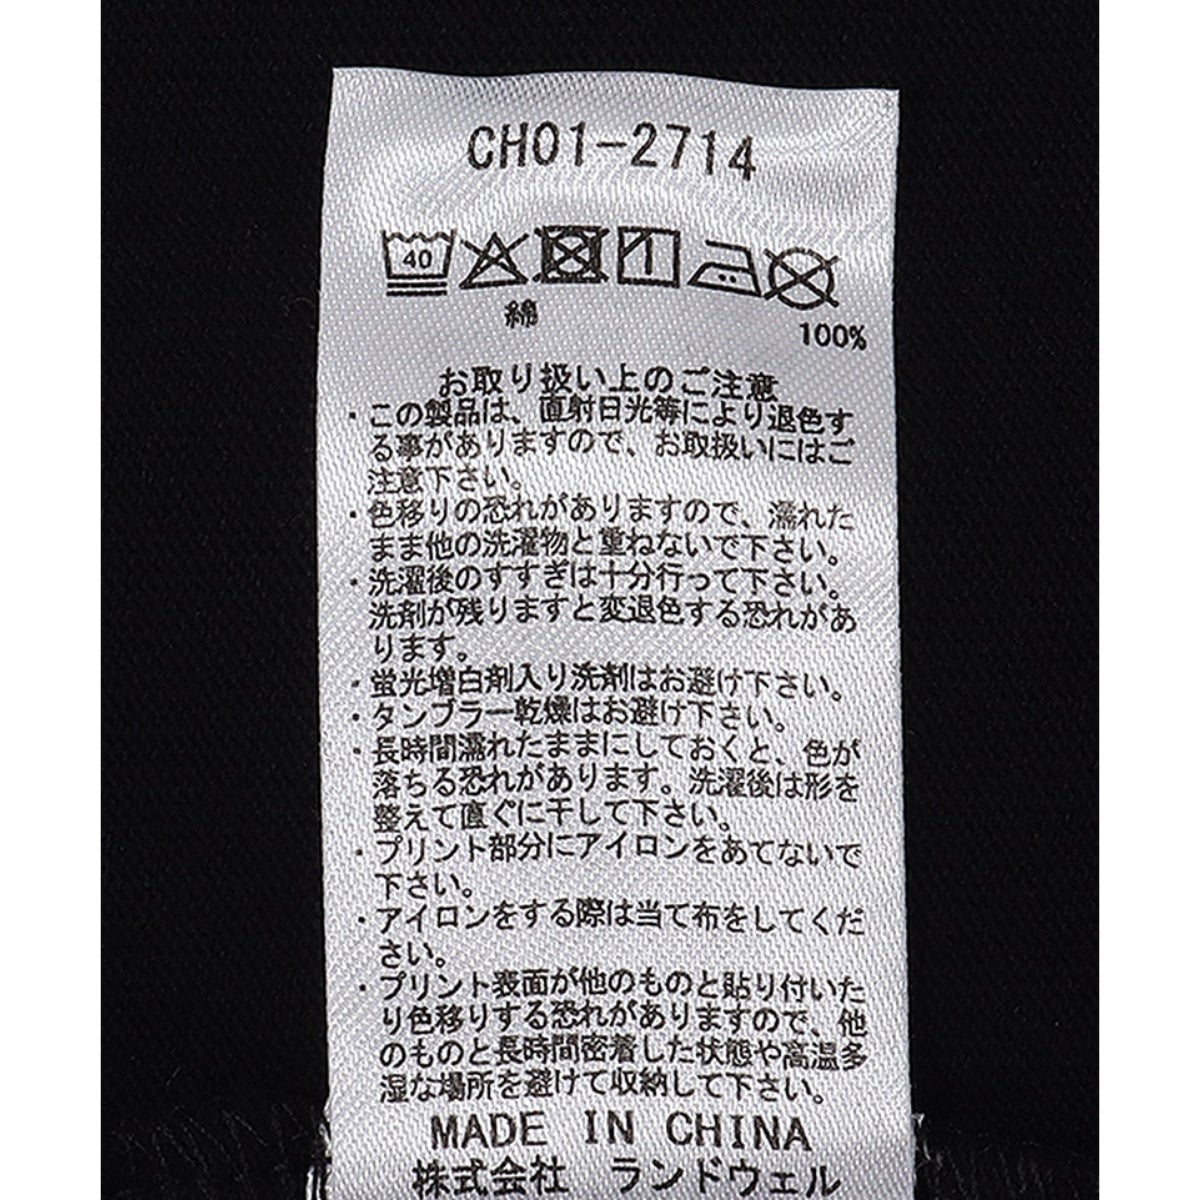 CH01-2714
40
綿
100%
お取り扱い上のご注意
・この製品は、直射日光等により退色す
る事がありますので、お取扱いにはご
注意下さい。
・色移りの恐れがありますので、濡れた
まま他の洗濯物と重ねないで下さい。
・洗濯後のすすぎは十分行って下さい。
洗剤が残りますと変退色する恐れがあ
ります。
・蛍光増白剤入り洗剤はお避け下さい。
・タンブラー乾燥はお避け下さい。
・長時間濡れたままにしておくと、色が
落ちる恐れがあります。洗濯後は形を
整えて直ぐに干して下さい。
・プリント部分にアイロンをあてないで
下さい。
・アイロンをする際は当て布をしてくだ
さい。
・プリント表面が他のものと貼り付いた
り色移りする恐れがありますので、他
のものと長時間密着した状態や高温多
湿な場所を避けて収納して下さい。
MADE IN CHINA
株式会社 ランドウェル